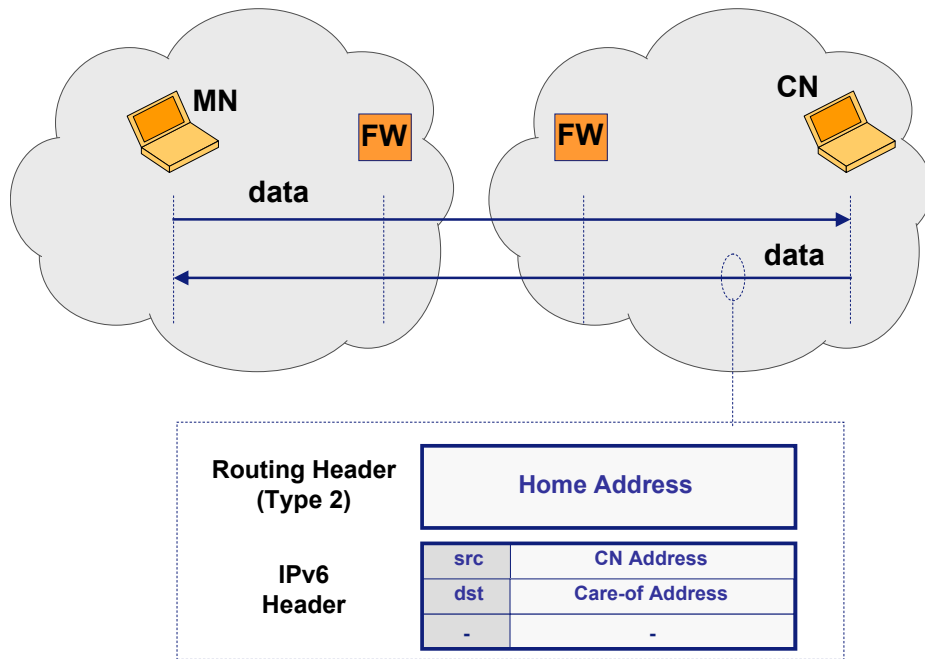 MN
CN
FW
FW
data
data
Routing Header
(Type 2)
Home Address
IPv6
Header
src
CN Address
dst
Care-of Address
-
-